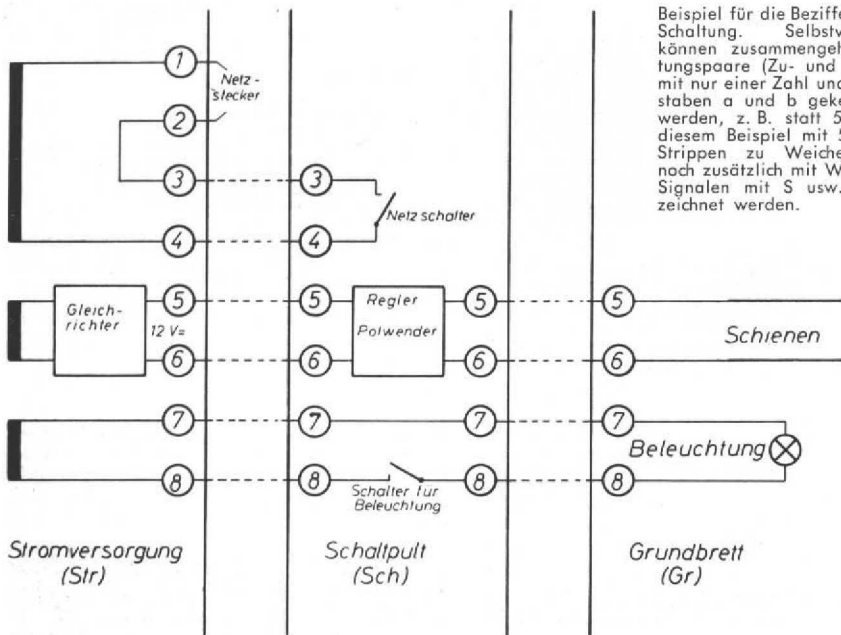 Beispiel für die Beziffe
Schaltung. Selbstv
können zusammengeh
tungspaare (Zu- und
mit nur einer Zahl und
staben a und b geke
werden, z. B. statt 5
diesem Beispiel mit 5
Strippen zu Weiche
noch zusätzlich mit W
Signalen mit S usw.
zeichnet werden.
1
Netz-
stecker
2
3 3
Netzschalter
4 4
Gleich-
richter
12 V=
5 5
Regler
Polwender
5 5
Schienen
6 6 6 6
7 7 7 7
Beleuchtung
8 8 8 8
Schalter für
Beleuchtung
Stromversorgung
(Str)
Schaltpult
(Sch)
Grundbrett
(Gr)